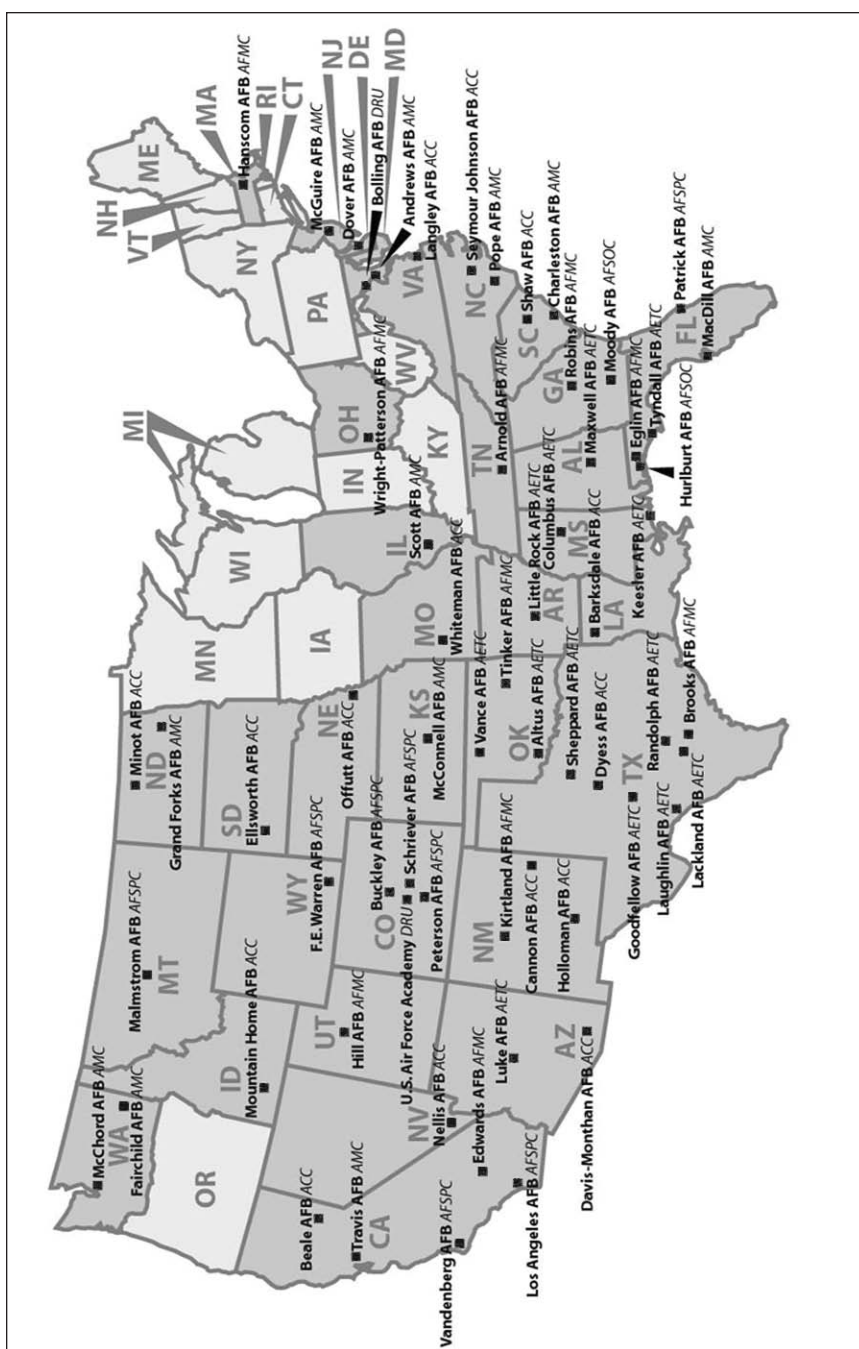 McChord AFB AMC
WA
Fairchild AFB AMC
OR
ID
Mountain Home AFB ACC
Malmstrom AFB AFSPC
MT
Minot AFB ACC
ND
Grand Forks AFB AMC
SD
Ellsworth AFB ACC
WY
F.E. Warren AFB AFSPC
NE
Offutt AFB ACC
MN
WI
IA
MI
Beale AFB ACC
Travis AFB AMC
CA
Vandenberg AFB AFSPC
Edwards AFB AFMC
Los Angeles AFB AFSPC
NV
Nellis AFB ACC
UT
Hill AFB AFMC
CO
Buckley AFB AFSPC
U.S. Air Force Academy DRU
Schriever AFB AFSPC
Peterson AFB AFSPC
KS
McConnell AFB AMC
MO
Whiteman AFB ACC
IL
Scott AFB AMC
IN
OH
Wright-Patterson AFB AFMC
KY
WV
PA
NY
VT
NH
ME
MA
Hanscom AFB AFMC
RI
CT
McGuire AFB AMC
NJ
Dover AFB AMC
DE
Bolling AFB DRU
MD
Andrews AFB AMC
Langley AFB ACC
VA
AZ
Luke AFB AETC
Davis-Monthan AFB ACC
NM
Kirtland AFB AFMC
Cannon AFB ACC
Holloman AFB ACC
OK
Vance AFB AETC
Tinker AFB AFMC
Altus AFB AETC
TX
Sheppard AFB AETC
Dyess AFB ACC
Goodfellow AFB AETC
Laughlin AFB AETC
Lackland AFB AETC
Randolph AFB AETC
Brooks AFB AFMC
AR
Little Rock AFB AETC
LA
Barksdale AFB ACC
MS
Columbus AFB AETC
Keesler AFB AETC
TN
Arnold AFB AFMC
AL
Maxwell AFB AETC
GA
Robins AFB AFMC
Moody AFB AFSOC
NC
Seymour Johnson AFB ACC
Pope AFB AMC
SC
Shaw AFB ACC
Charleston AFB AMC
FL
Eglin AFB AFMC
Tyndall AFB AETC
Hurlburt AFB AFSOC
Patrick AFB AFSPC
MacDill AFB AMC